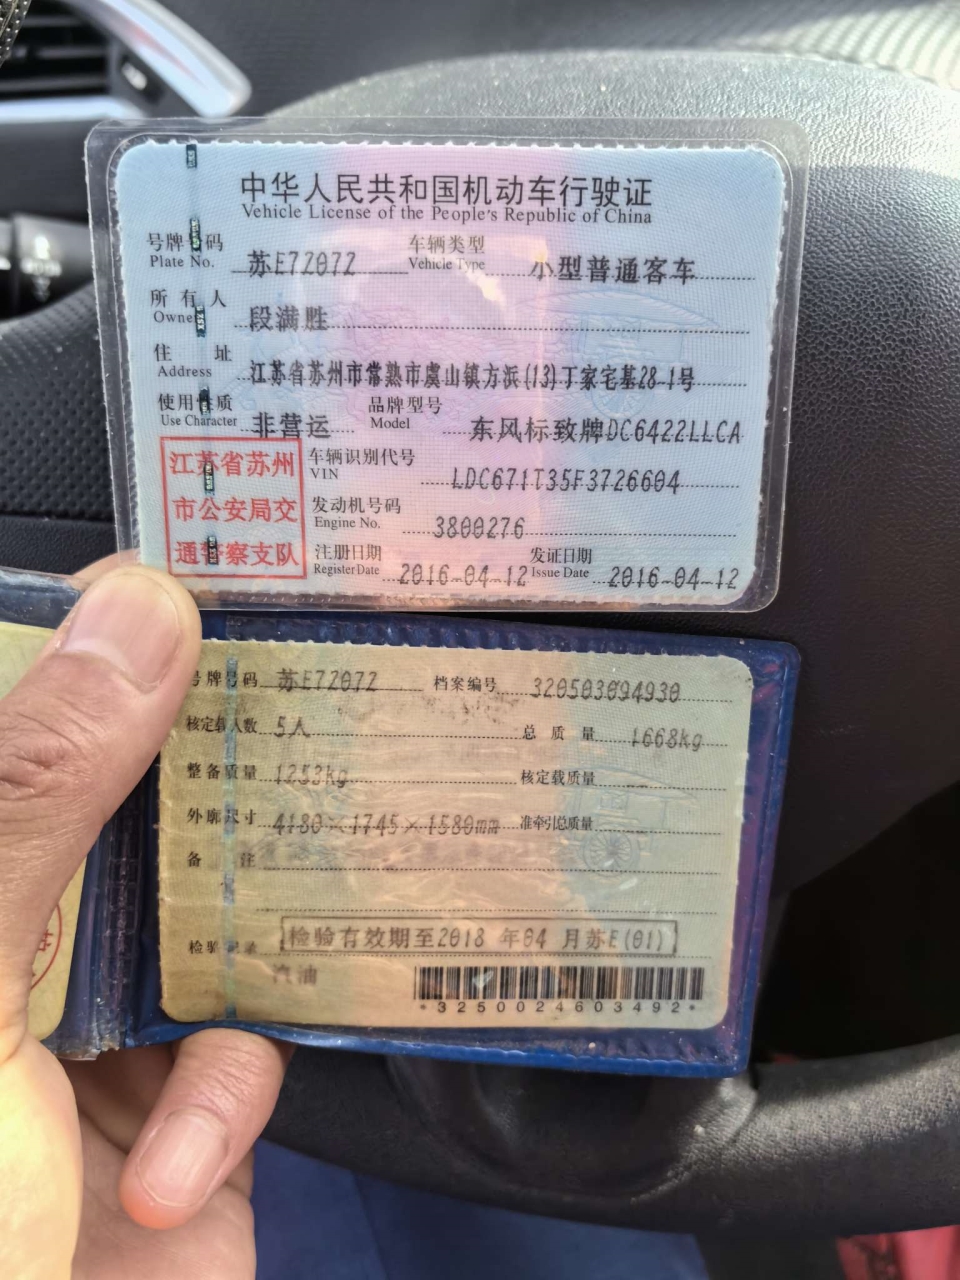 中华人民共和国机动车行驶证
Vehicle License of the People's Republic of China
号牌号码 苏E7Z07Z 车辆类型 小型普通客车
Plate No. Vehicle Type
所有人 段满胜
Owner
住址 江苏省苏州市常熟市虞山镇方浜(13)丁家宅基28-1号
Address
使用性质 非营运 品牌型号 东风标致牌DC6422LLCA
Use Character Model
江苏省苏州
市公安局交
通警察支队
车辆识别代号 LDC671T35F3726604
VIN
发动机号码 3800276
Engine No.
注册日期 2016-04-12 发证日期 2016-04-12
Register Date Issue Date
号牌号码 苏E7Z07Z 档案编号 320503094930
核定载人数 5人 总质量 1668kg
整备质量 1253kg 核定载质量 --
外廓尺寸 4180×1745×1580mm 准牵引总质量 --
备注
检验记录 检验有效期至2018年04月苏E(01)
汽油
*3250024603492*